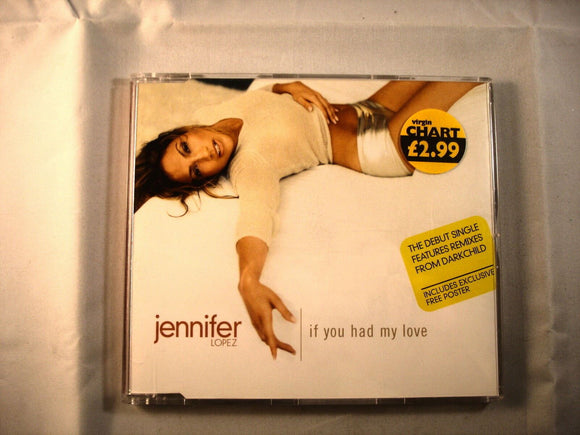 virgin
CHART
£2.99
THE DEBUT SINGLE
FEATURES REMIXES
FROM DARKCHILD
INCLUDES EXCLUSIVE
FREE POSTER
jennifer
LOPEZ
if you had my love